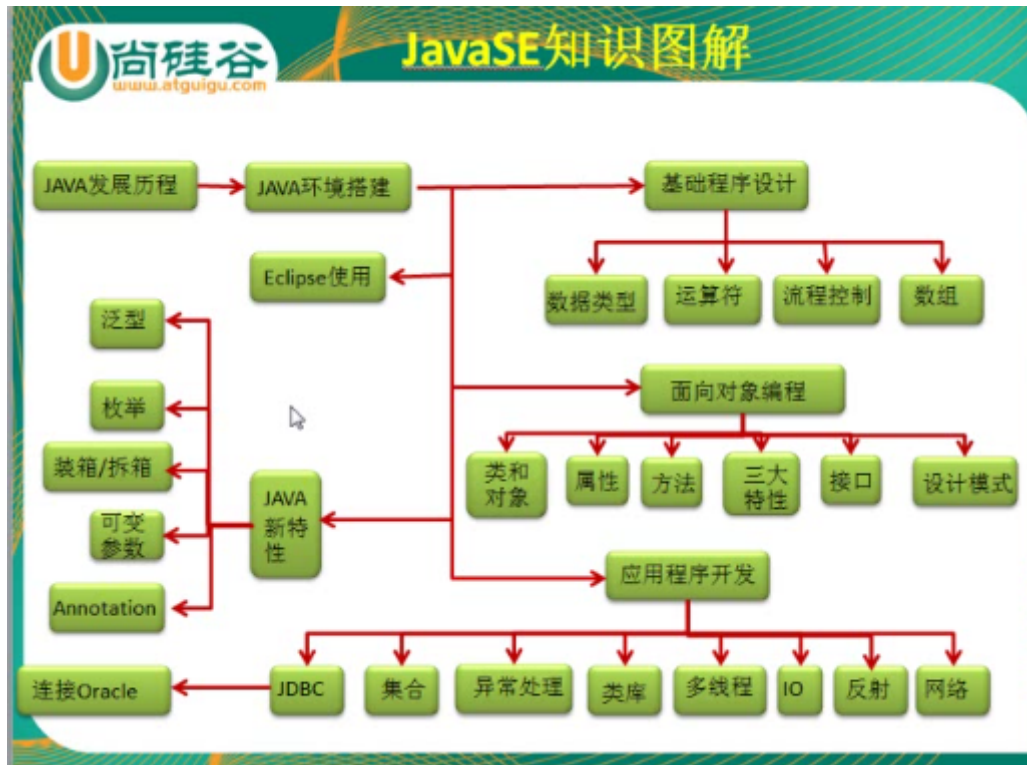 尚硅谷
www.atguigu.com
JavaSE知识图解
JAVA发展历程
JAVA环境搭建
基础程序设计
Eclipse使用
数据类型
运算符
流程控制
数组
泛型
枚举
装箱/拆箱
可变
参数
Annotation
JAVA
新特
性
面向对象编程
类和
对象
属性
方法
三大
特性
接口
设计模式
应用程序开发
连接Oracle
JDBC
集合
异常处理
类库
多线程
IO
反射
网络